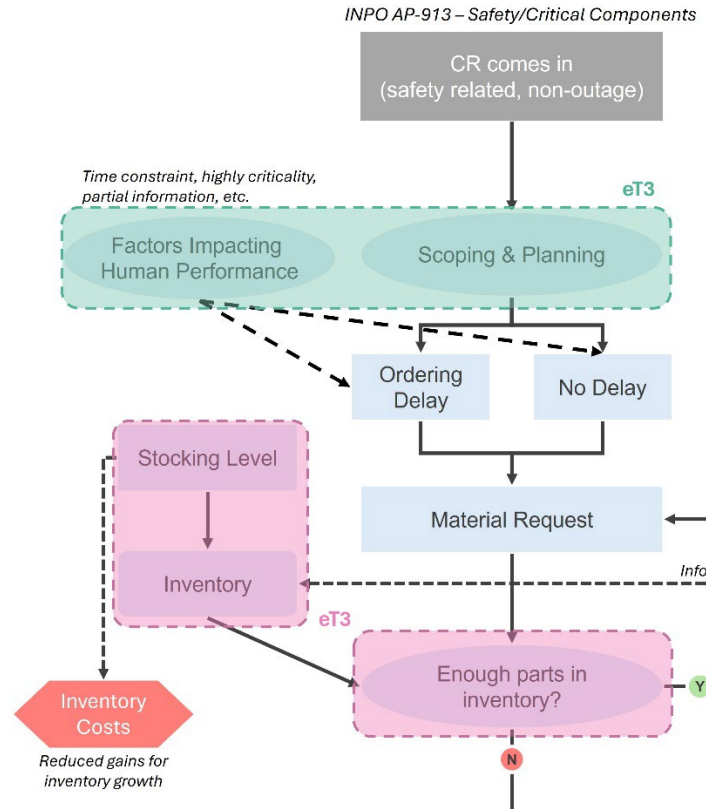 INPO AP-913 – Safety/Critical Components
CR comes in
(safety related, non-outage)
Time constraint, highly criticality,
partial information, etc.
eT3
Factors Impacting
Human Performance
Scoping & Planning
Ordering
Delay
No Delay
Stocking Level
Material Request
Inventory
Info
eT3
Enough parts in
inventory?
Y
Inventory
Costs
Reduced gains for
inventory growth
N